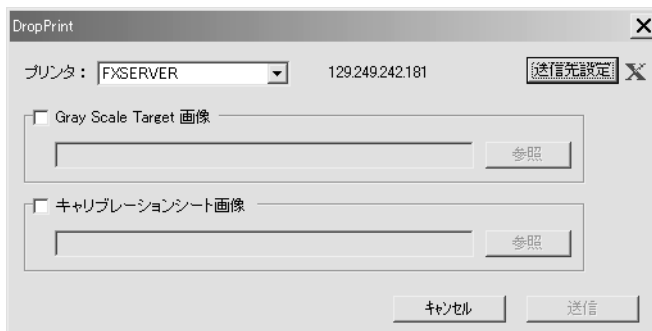 DropPrint
プリンタ： FXSERVER 129.249.242.181 送信先設定 X
Gray Scale Target 画像
参照
キャリブレーションシート画像
参照
ｷｬﾝｾﾙ 送信